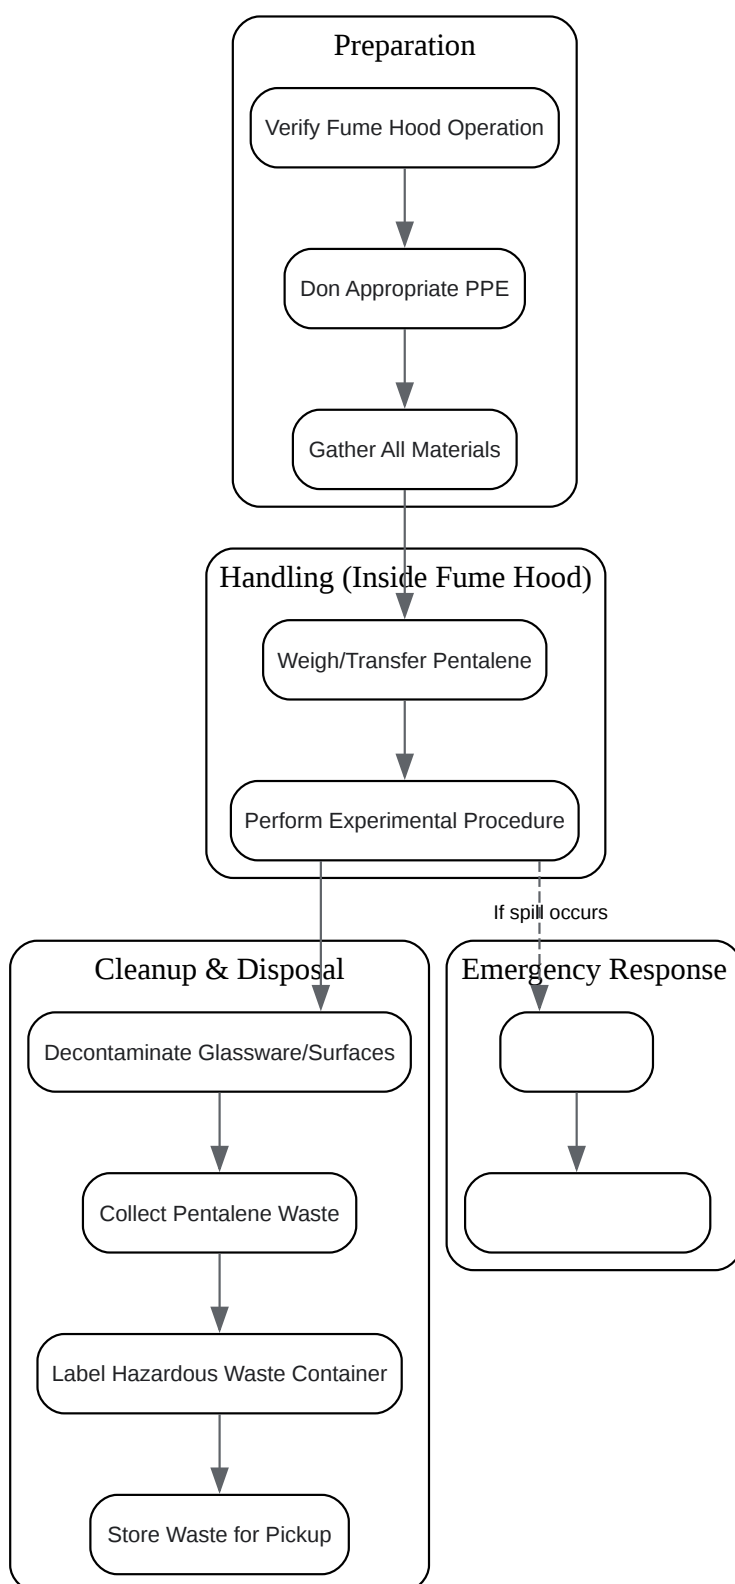 Preparation
Verify Fume Hood Operation
Don Appropriate PPE
Gather All Materials
Handling (Inside Fume Hood)
Weigh/Transfer Pentalene
Perform Experimental Procedure
If spill occurs
Cleanup & Disposal
Decontaminate Glassware/Surfaces
Collect Pentalene Waste
Label Hazardous Waste Container
Store Waste for Pickup
Emergency Response